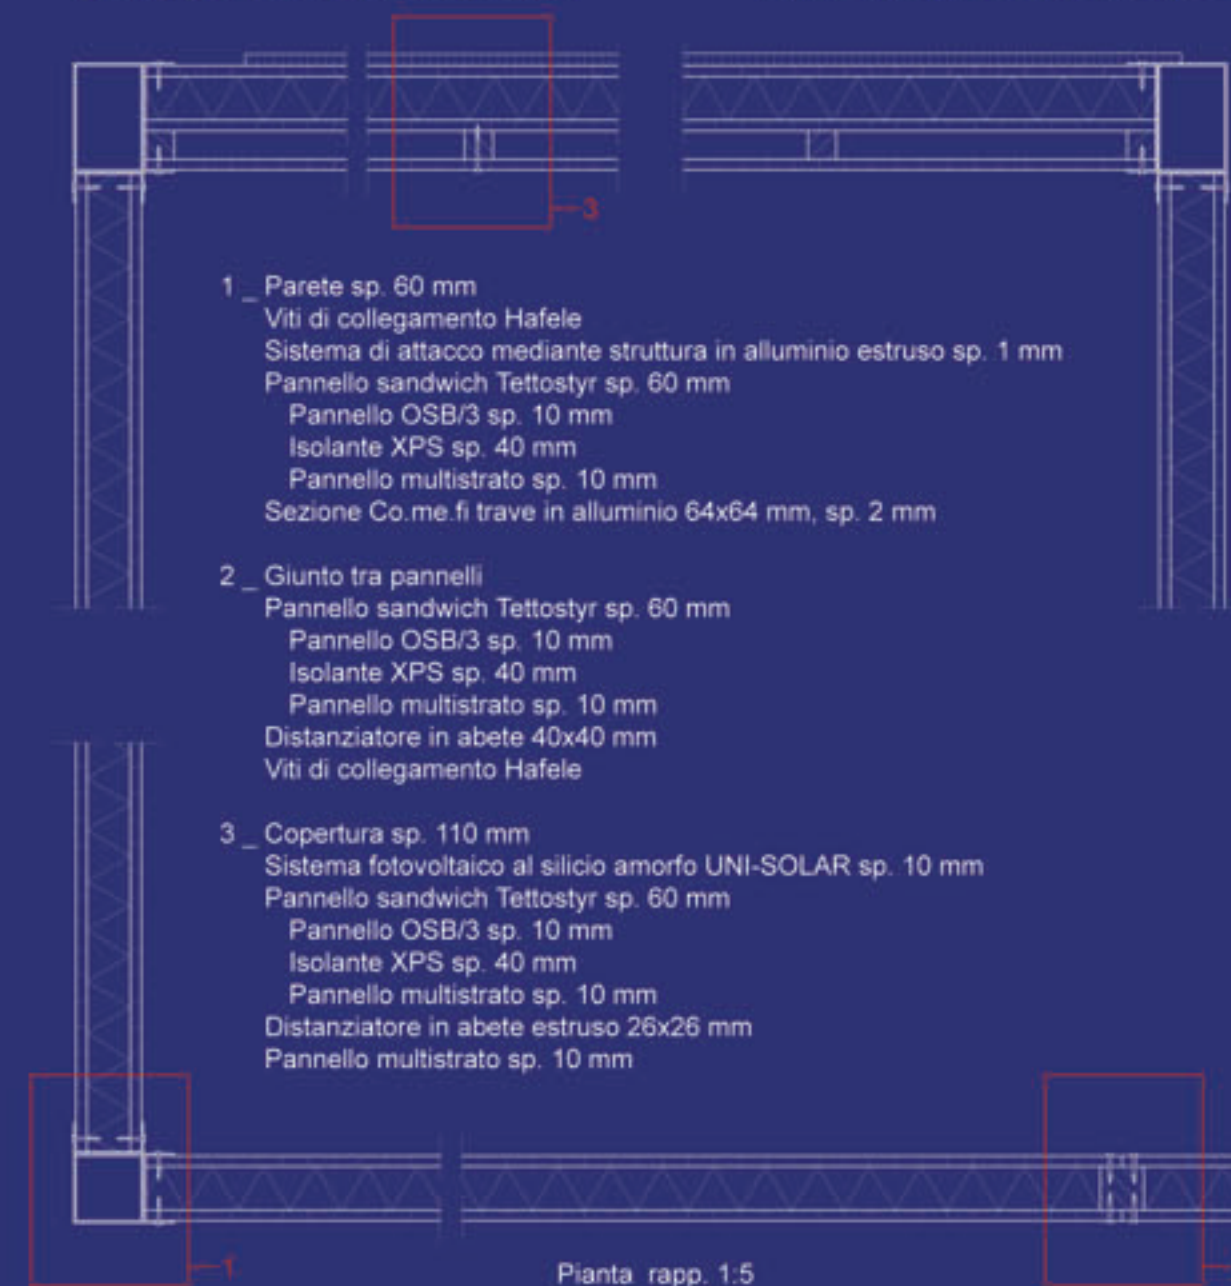 3
1 _ Parete sp. 60 mm
Viti di collegamento Hafele
Sistema di attacco mediante struttura in alluminio estruso sp. 1 mm
Pannello sandwich Tettostyr sp. 60 mm
Pannello OSB/3 sp. 10 mm
Isolante XPS sp. 40 mm
Pannello multistrato sp. 10 mm
Sezione Co.me.fi trave in alluminio 64x64 mm, sp. 2 mm
2 _ Giunto tra pannelli
Pannello sandwich Tettostyr sp. 60 mm
Pannello OSB/3 sp. 10 mm
Isolante XPS sp. 40 mm
Pannello multistrato sp. 10 mm
Distanziatore in abete 40x40 mm
Viti di collegamento Hafele
3 _ Copertura sp. 110 mm
Sistema fotovoltaico al silicio amorfo UNI-SOLAR sp. 10 mm
Pannello sandwich Tettostyr sp. 60 mm
Pannello OSB/3 sp. 10 mm
Isolante XPS sp. 40 mm
Pannello multistrato sp. 10 mm
Distanziatore in abete estruso 26x26 mm
Pannello multistrato sp. 10 mm
1
Pianta rapp. 1:5